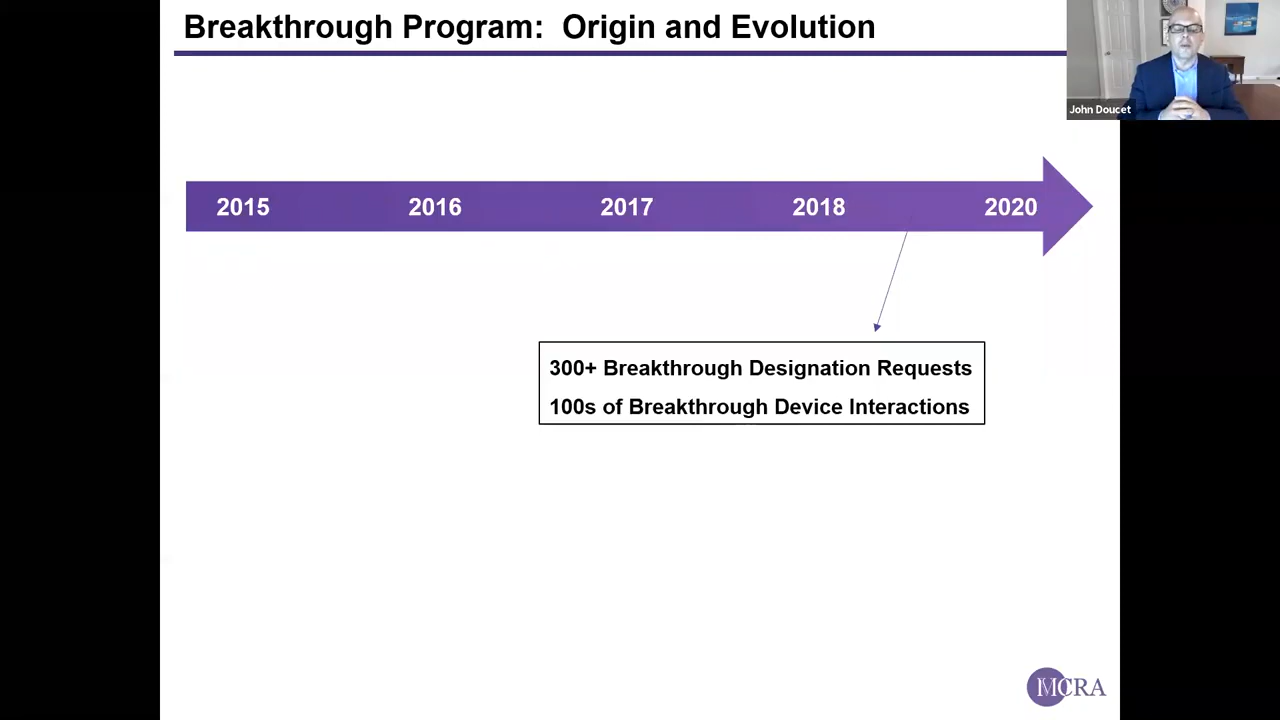 Breakthrough Program: Origin and Evolution
John Doucet
2015 2016 2017 2018 2020
300+ Breakthrough Designation Requests
100s of Breakthrough Device Interactions
MCRA